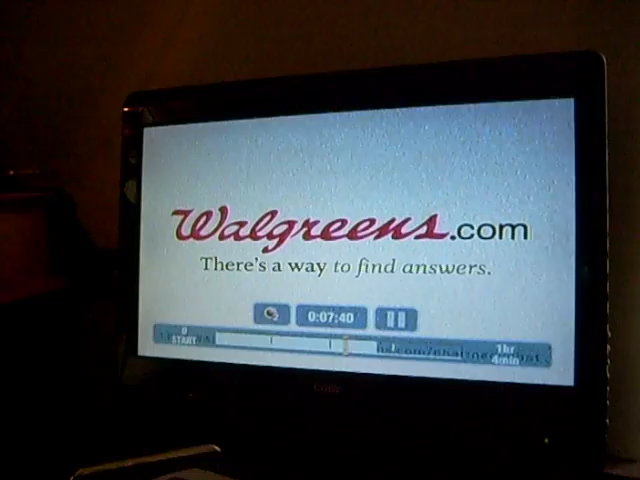 Walgreens.com
There's a way to find answers.
0:07:40
0
START
1hr
4min